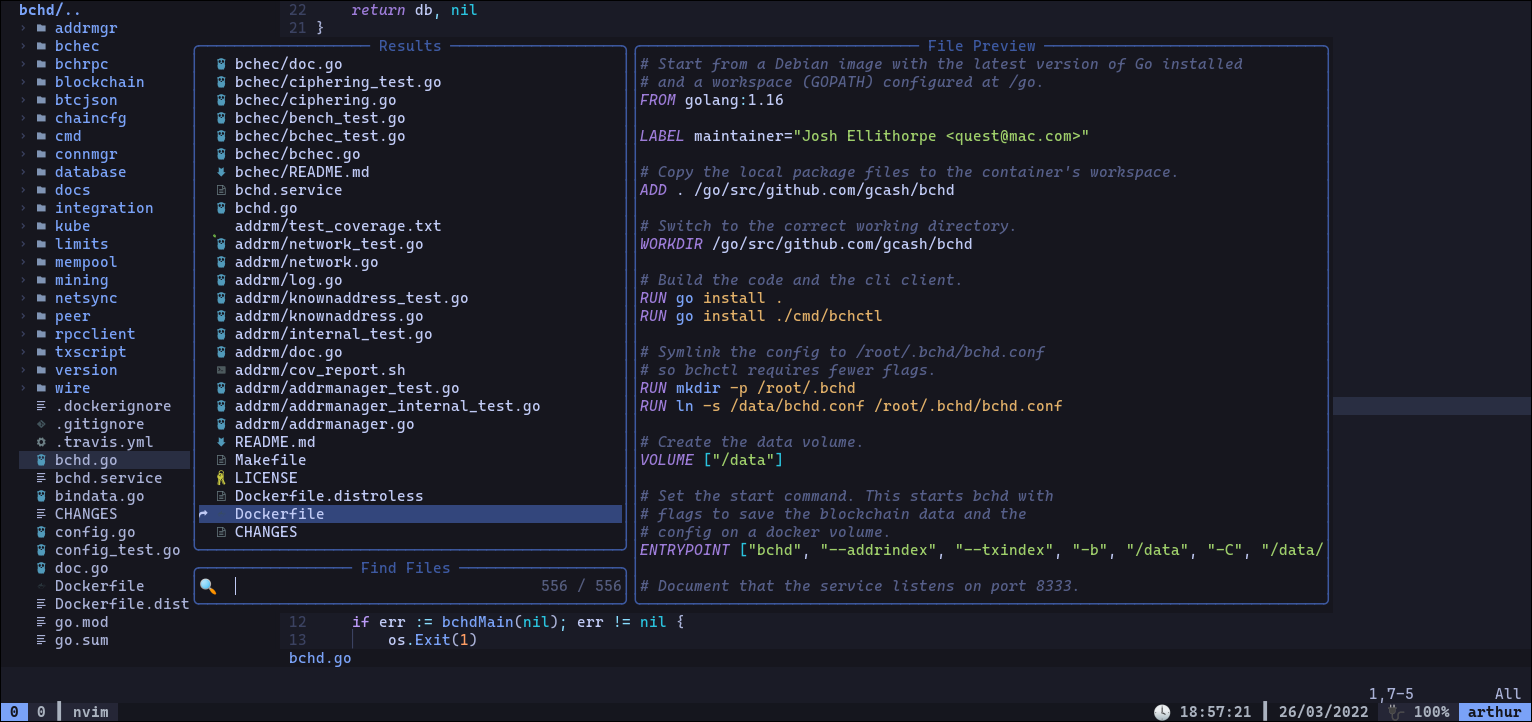 bchd/..
addrmgr
bchec
bchrpc
blockchain
btcjson
chaincfg
cmd
connmgr
database
docs
integration
kube
limits
mempool
mining
netsync
peer
rpcclient
txscript
version
wire
.dockerignore
.gitignore
.travis.yml
bchd.go
bchd.service
bindata.go
CHANGES
config.go
config_test.go
doc.go
Dockerfile
Dockerfile.dist
go.mod
go.sum
22 return db, nil
21 }
Results
bchec/doc.go
bchec/ciphering_test.go
bchec/ciphering.go
bchec/bench_test.go
bchec/bchec_test.go
bchec/bchec.go
bchec/README.md
bchd.service
bchd.go
addrm/test_coverage.txt
addrm/network_test.go
addrm/network.go
addrm/log.go
addrm/knownaddress_test.go
addrm/knownaddress.go
addrm/internal_test.go
addrm/doc.go
addrm/cov_report.sh
addrm/addrmanager_test.go
addrm/addrmanager_internal_test.go
addrm/addrmanager.go
README.md
Makefile
LICENSE
Dockerfile.distroless
Dockerfile
CHANGES
Find Files
556 / 556
File Preview
# Start from a Debian image with the latest version of Go installed
# and a workspace (GOPATH) configured at /go.
FROM golang:1.16
LABEL maintainer="Josh Ellithorpe <quest@mac.com>"
# Copy the local package files to the container's workspace.
ADD . /go/src/github.com/gcash/bchd
# Switch to the correct working directory.
WORKDIR /go/src/github.com/gcash/bchd
# Build the code and the cli client.
RUN go install .
RUN go install ./cmd/bchctl
# Symlink the config to /root/.bchd/bchd.conf
# so bchctl requires fewer flags.
RUN mkdir -p /root/.bchd
RUN ln -s /data/bchd.conf /root/.bchd/bchd.conf
# Create the data volume.
VOLUME ["/data"]
# Set the start command. This starts bchd with
# flags to save the blockchain data and the
# config on a docker volume.
ENTRYPOINT ["bchd", "--addrindex", "--txindex", "-b", "/data", "-C", "/data/
# Document that the service listens on port 8333.
12 if err := bchdMain(nil); err != nil {
13 os.Exit(1)
bchd.go
1,7-5 All
0 0 nvim
18:57:21 26/03/2022 100% arthur